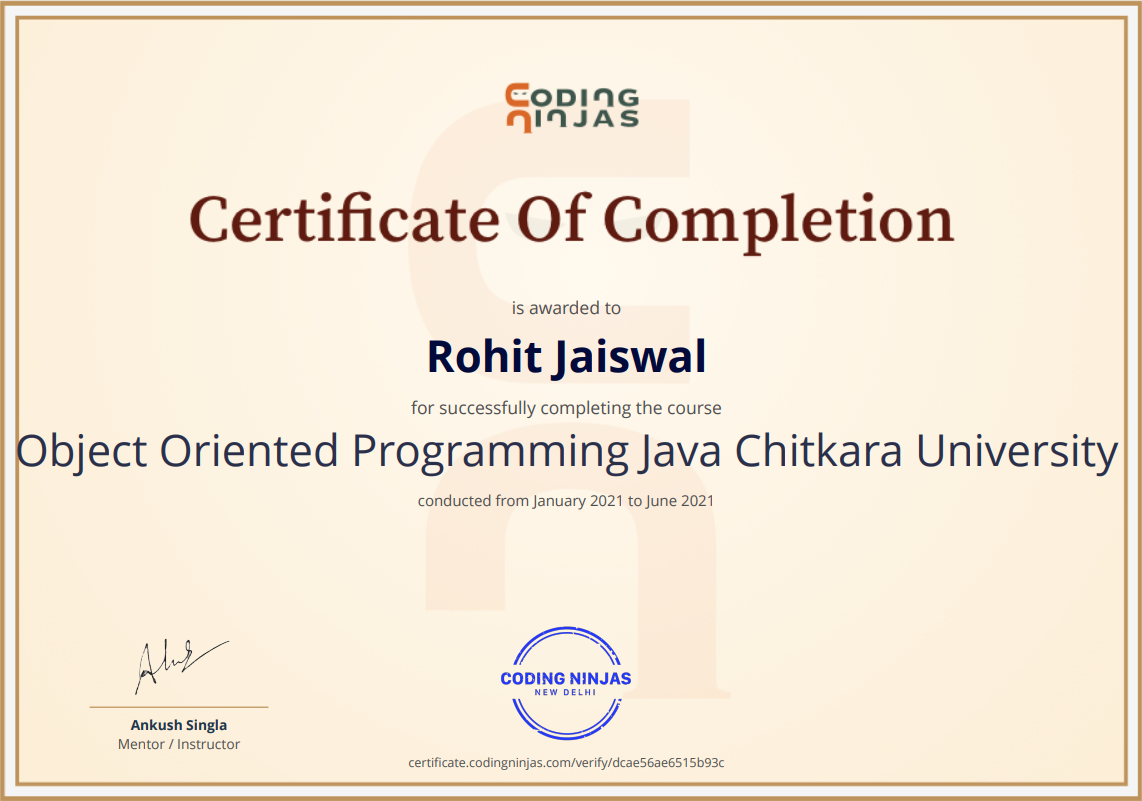 CODING
NINJAS
Certificate Of Completion
is awarded to
Rohit Jaiswal
for successfully completing the course
Object Oriented Programming Java Chitkara University
conducted from January 2021 to June 2021
CODING NINJAS
NEW DELHI
Ankush Singla
Mentor / Instructor
certificate.codingninjas.com/verify/dcae56ae6515b93c